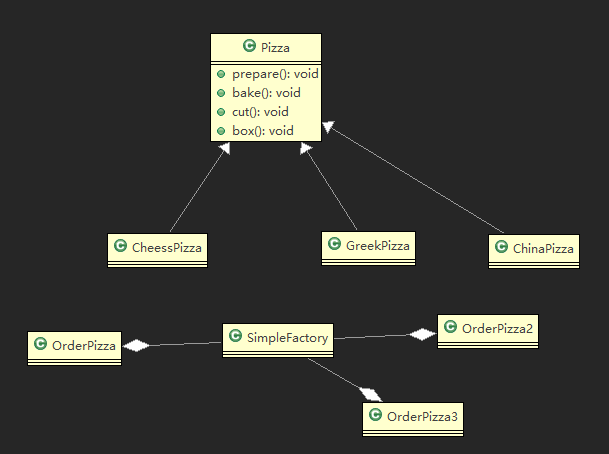 C Pizza
prepare(): void
bake(): void
cut(): void
box(): void
C CheessPizza
C GreekPizza
C ChinaPizza
C OrderPizza
C SimpleFactory
C OrderPizza2
C OrderPizza3